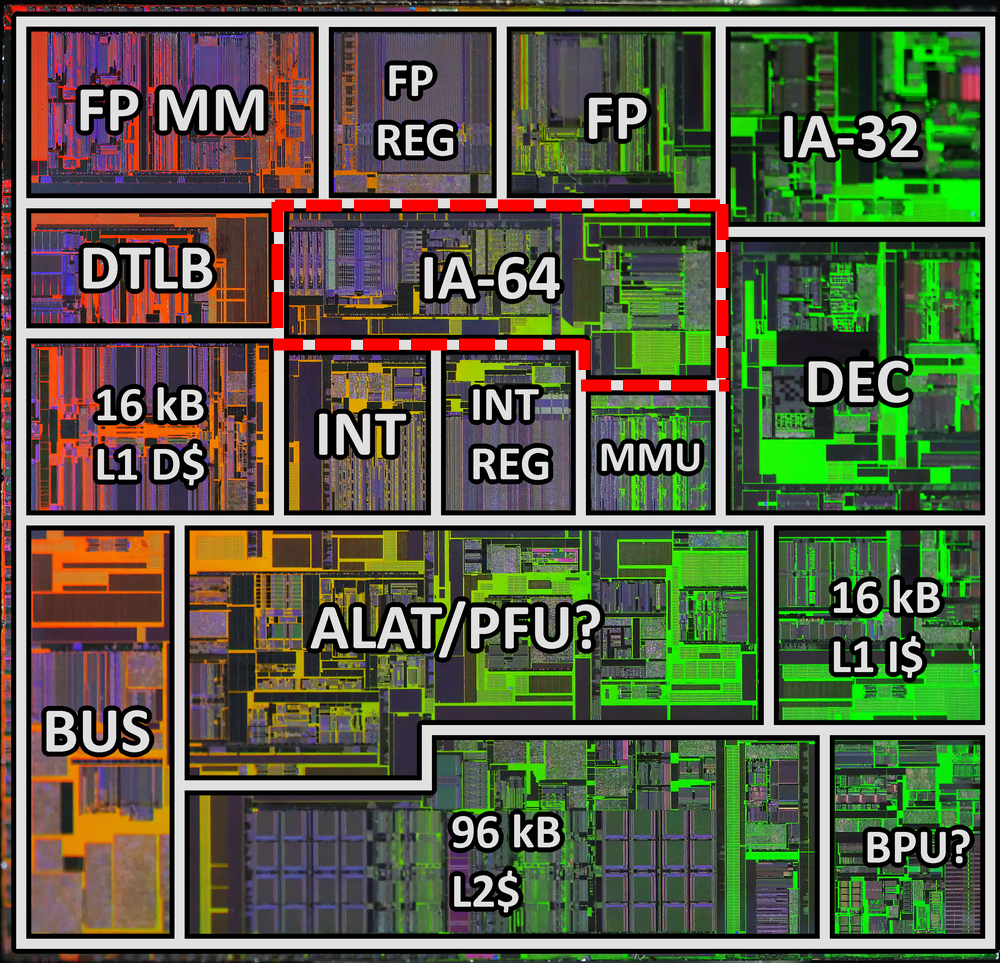 FP MM
FP
REG
FP
IA-32
DTLB
IA-64
DEC
16 kB
L1 D$
INT
INT
REG
MMU
ALAT/PFU?
16 kB
L1 I$
BUS
96 kB
L2$
BPU?